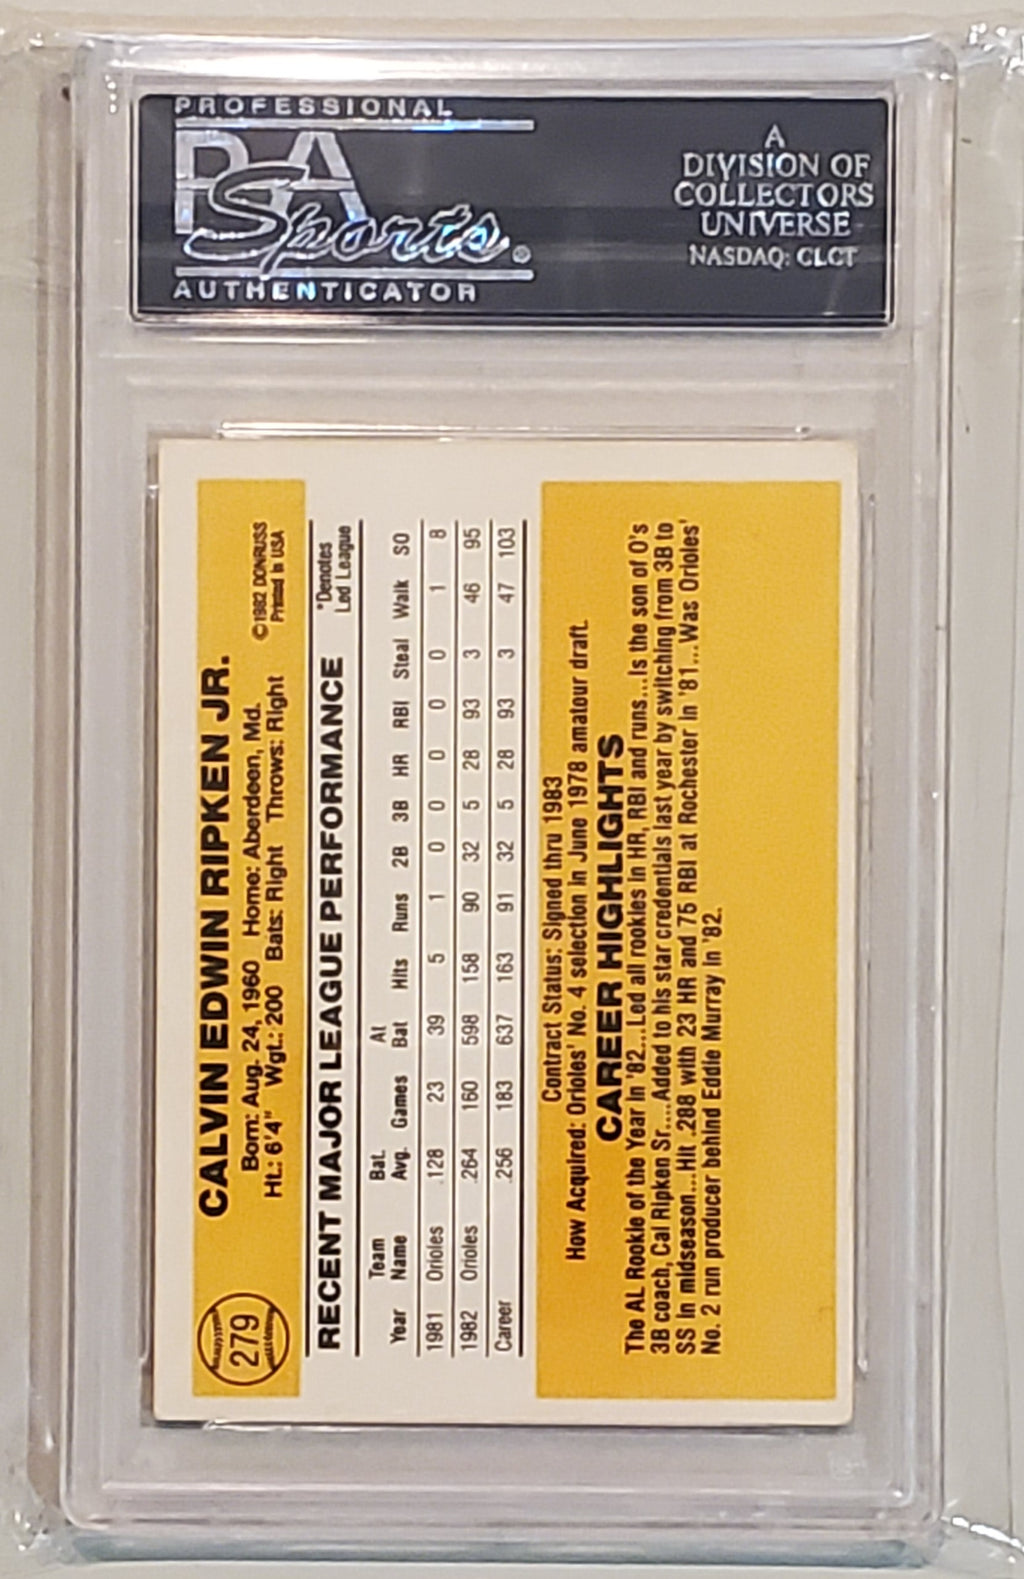 PROFESSIONAL
PSA
Sports®
AUTHENTICATOR
A
DIVISION OF
COLLECTORS
UNIVERSE
NASDAQ: CLCT
279
CALVIN EDWIN RIPKEN JR.
Born: Aug. 24, 1960 Home: Aberdeen, Md.
Ht.: 6'4" Wgt.: 200 Bats: Right Throws: Right
©1982 DONRUSS
Printed in USA
RECENT MAJOR LEAGUE PERFORMANCE
*Denotes
Led League
Year Team Name Bat. Avg. Games At Bat Hits Runs 2B 3B HR RBI Steal Walk SO
1981 Orioles .128 23 39 5 1 0 0 0 0 0 1 8
1982 Orioles .264 160 598 158 90 32 5 28 93 3 46 95
Career .256 183 637 163 91 32 5 28 93 3 47 103
Contract Status: Signed thru 1983
How Acquired: Orioles' No. 4 selection in June 1978 amateur draft.
CAREER HIGHLIGHTS
The AL Rookie of the Year in '82...Led all rookies in HR, RBI and runs...Is the son of O's
3B coach, Cal Ripken Sr.... Added to his star credentials last year by switching from 3B to
SS in midseason....Hit .288 with 23 HR and 75 RBI at Rochester in '81...Was Orioles'
No. 2 run producer behind Eddie Murray in '82.